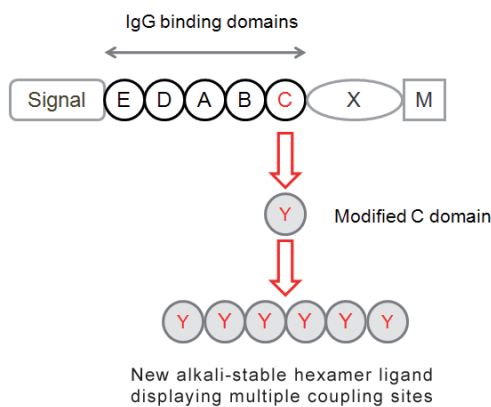 IgG binding domains
Signal E D A B C X M
Y
Modified C domain
Y Y Y Y Y Y
New alkali-stable hexamer ligand
displaying multiple coupling sites